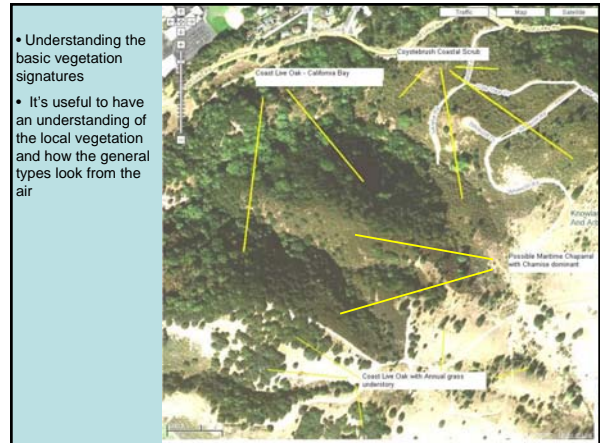 • Understanding the
basic vegetation
signatures
• It's useful to have
an understanding of
the local vegetation
and how the general
types look from the
air
Traffic Map Satellite
Coyotebrush Coastal Scrub
Coast Live Oak - California Bay
Possible Maritime Chaparral
with Chamise dominant
Coast Live Oak with Annual grass
understory